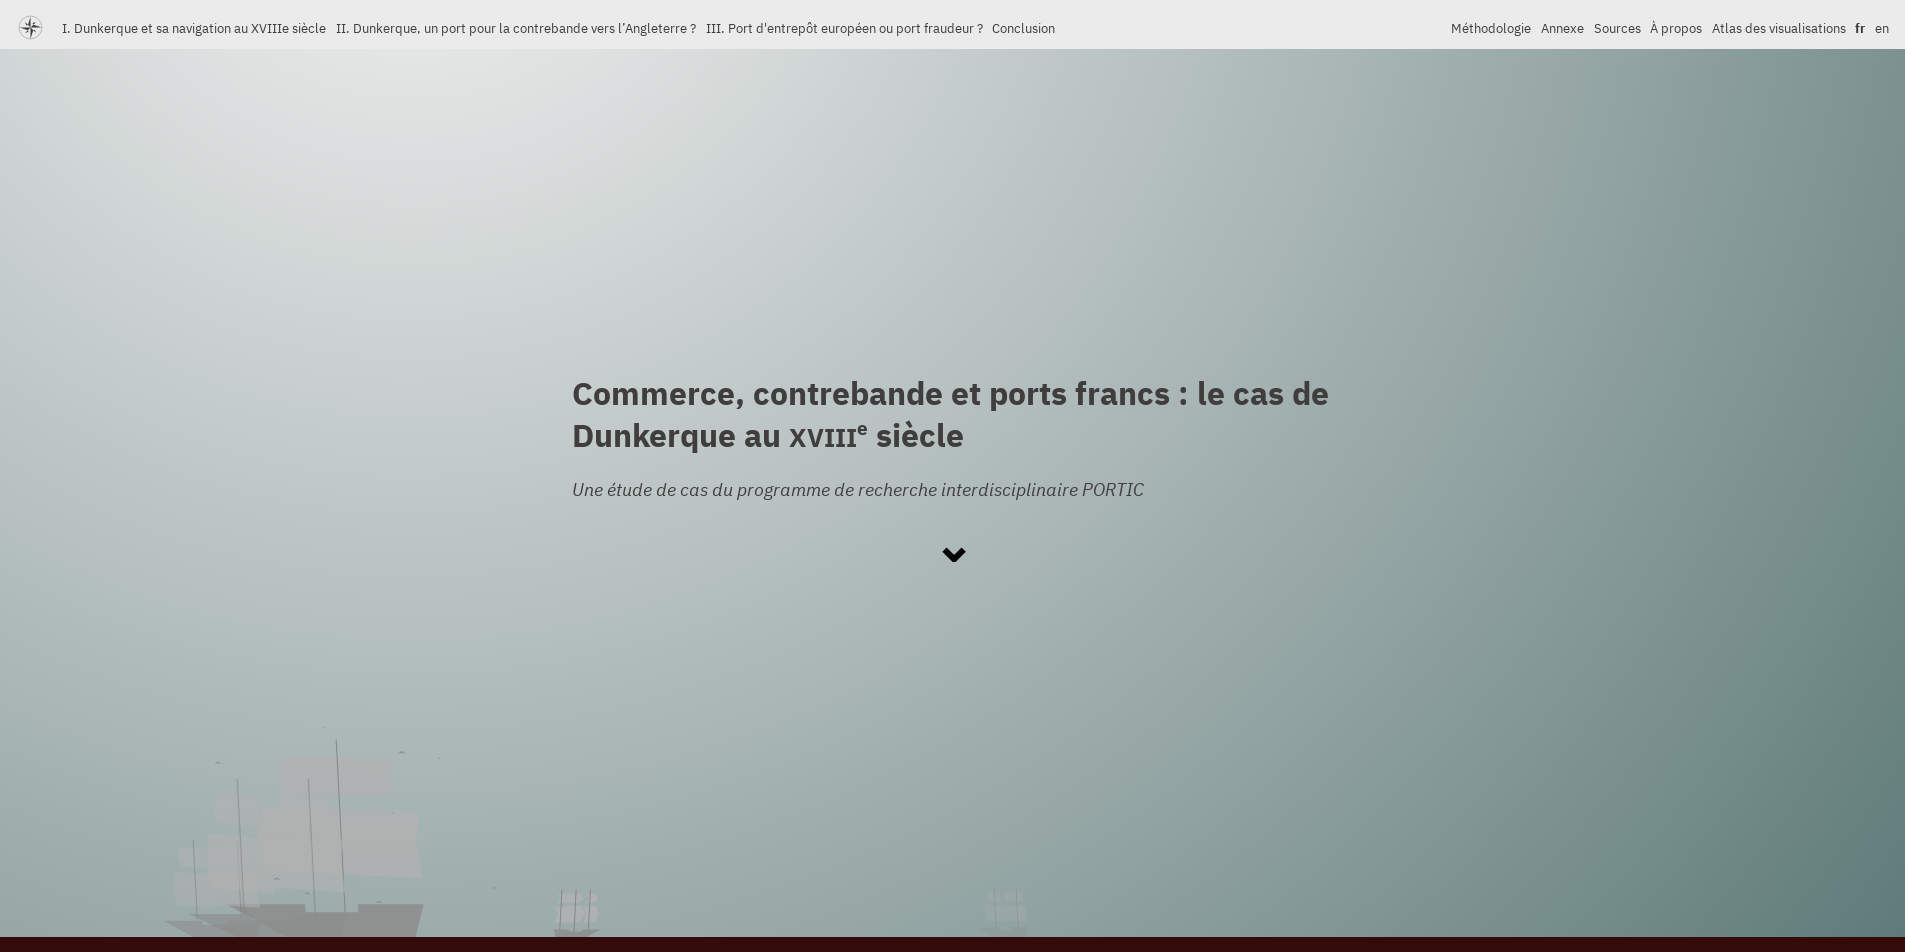 I. Dunkerque et sa navigation au XVIIIe siècle II. Dunkerque, un port pour la contrebande vers l’Angleterre ? III. Port d'entrepôt européen ou port fraudeur ? Conclusion Méthodologie Annexe Sources À propos Atlas des visualisations fr en
Commerce, contrebande et ports francs : le cas de
Dunkerque au XVIIIe siècle
Une étude de cas du programme de recherche interdisciplinaire PORTIC